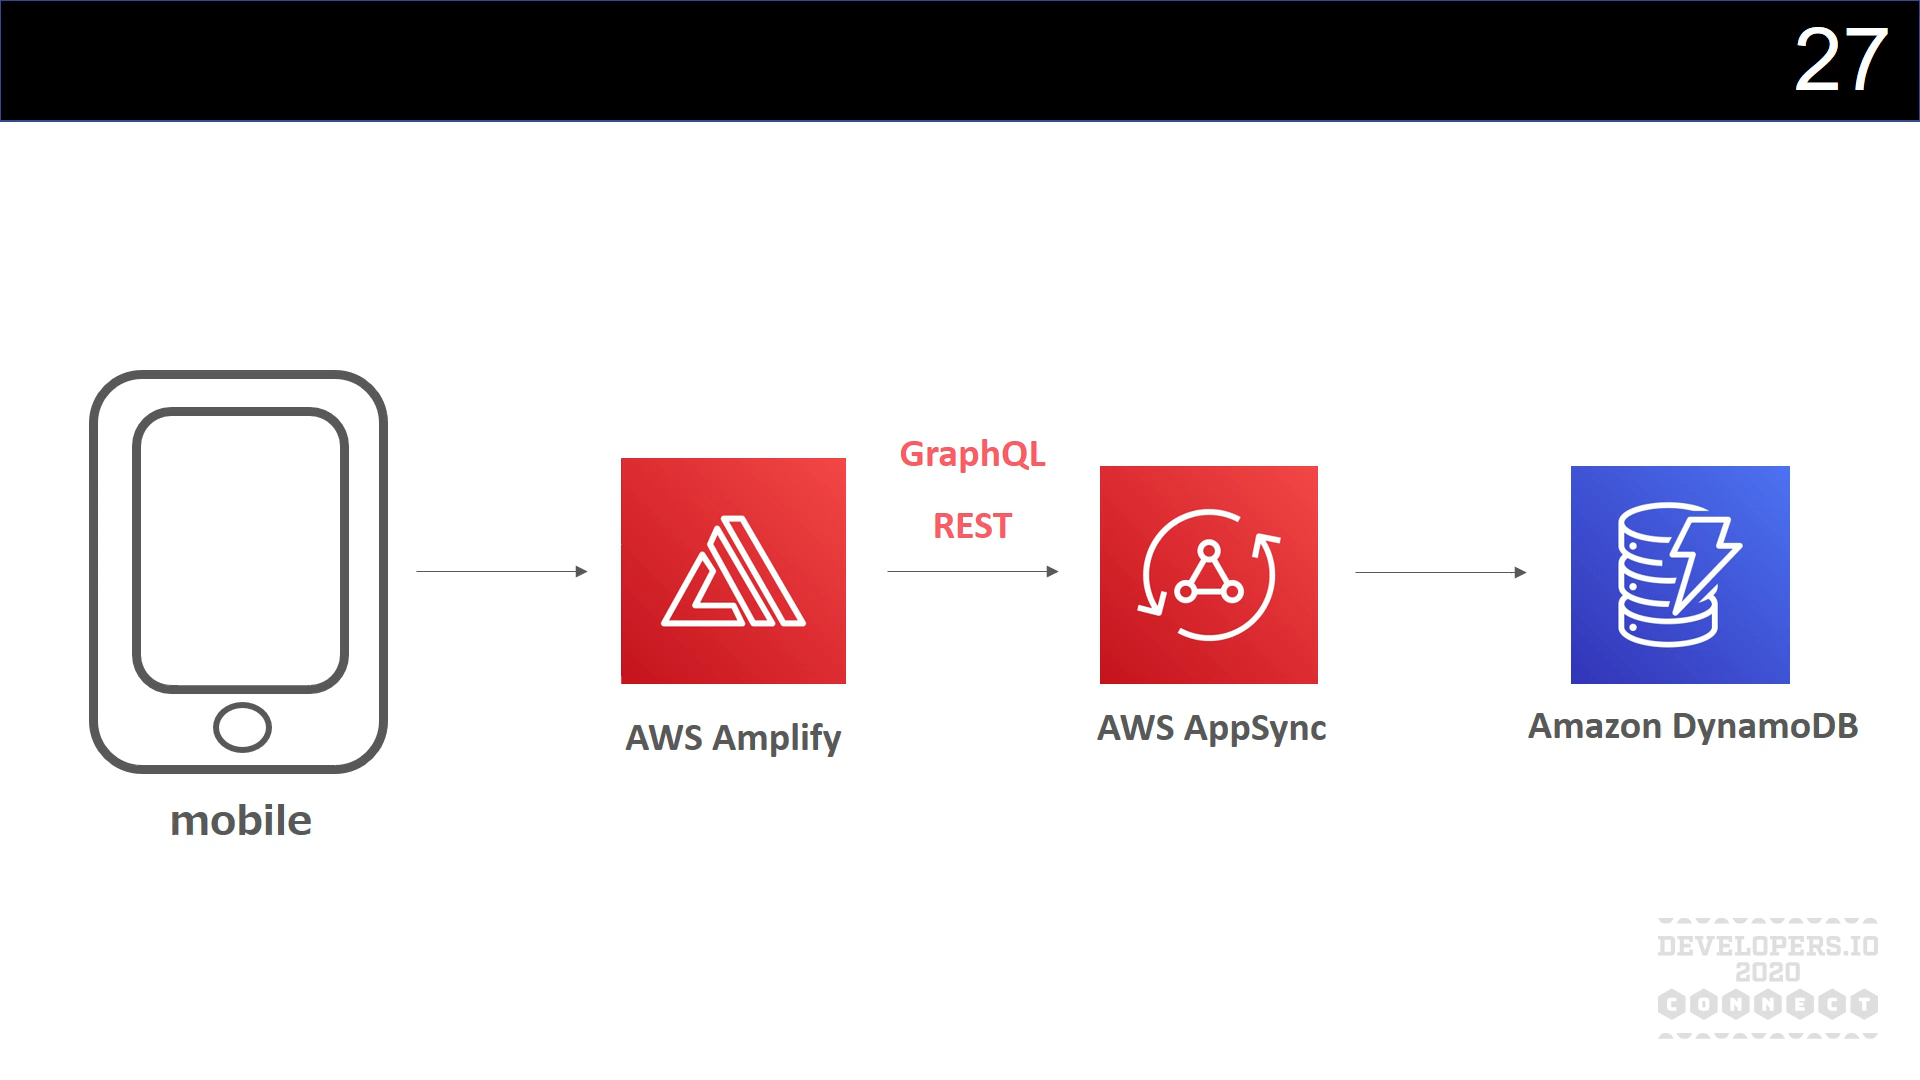 27
GraphQL
REST
AWS Amplify
AWS AppSync
Amazon DynamoDB
mobile
DEVELOPERS.IO
2020
CONNECT